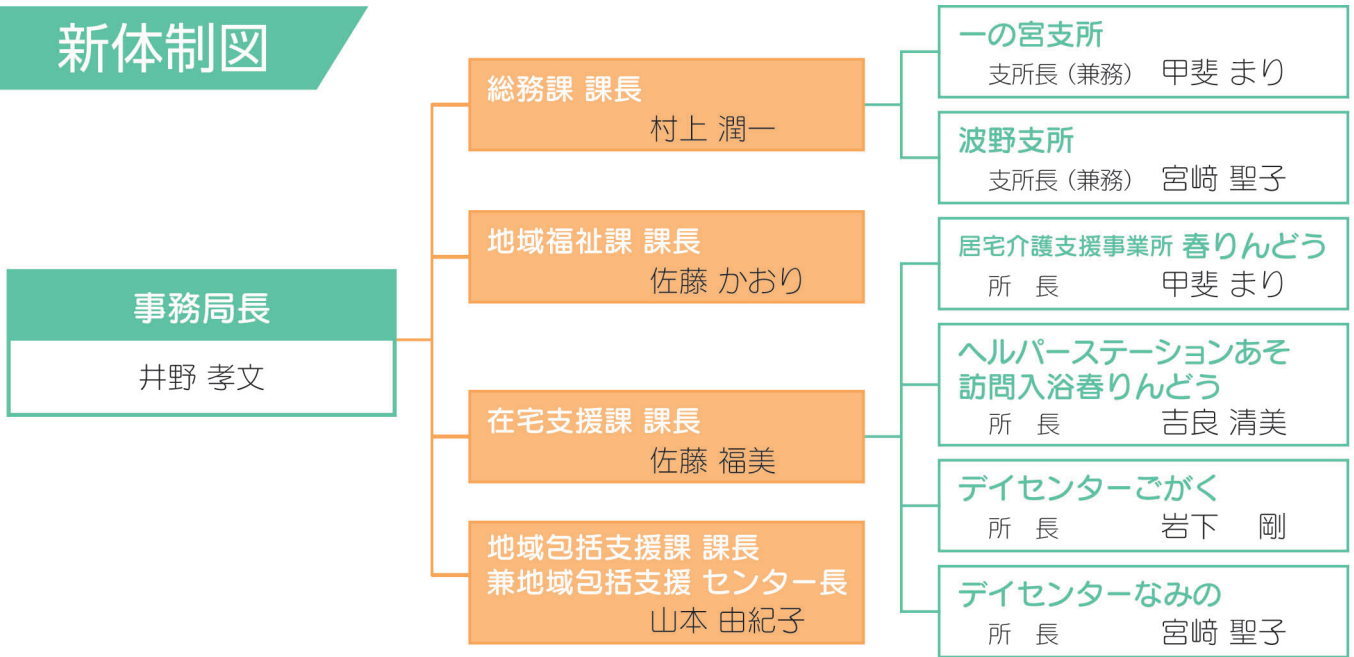 新体制図
事務局長
井野 孝文
総務課 課長
村上 潤一
地域福祉課 課長
佐藤 かおり
在宅支援課 課長
佐藤 福美
地域包括支援課 課長
兼地域包括支援 センター長
山本 由紀子
一の宮支所
支所長（兼務） 甲斐 まり
波野支所
支所長（兼務） 宮﨑 聖子
居宅介護支援事業所 春りんどう
所 長 甲斐 まり
ヘルパーステーションあそ
訪問入浴春りんどう
所 長 吉良 清美
デイセンターごがく
所 長 岩下 剛
デイセンターなみの
所 長 宮﨑 聖子